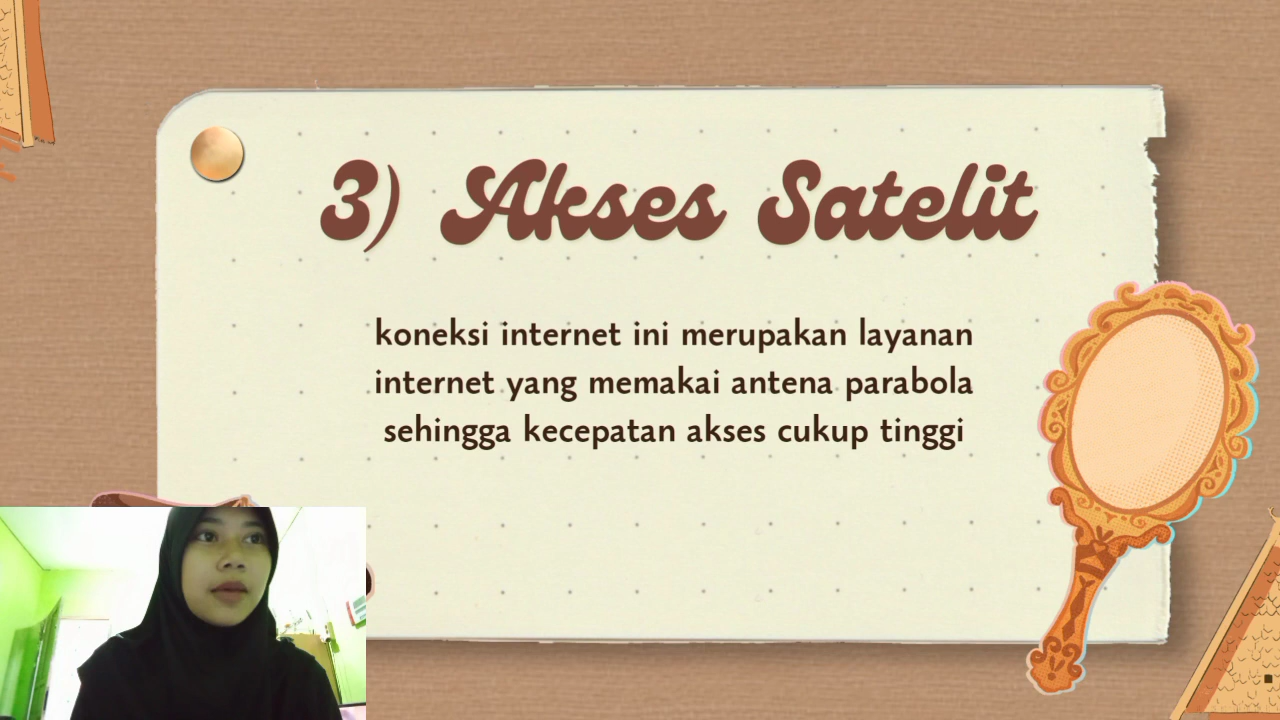 3) Akses Satelit
koneksi internet ini merupakan layanan
internet yang memakai antena parabola
sehingga kecepatan akses cukup tinggi